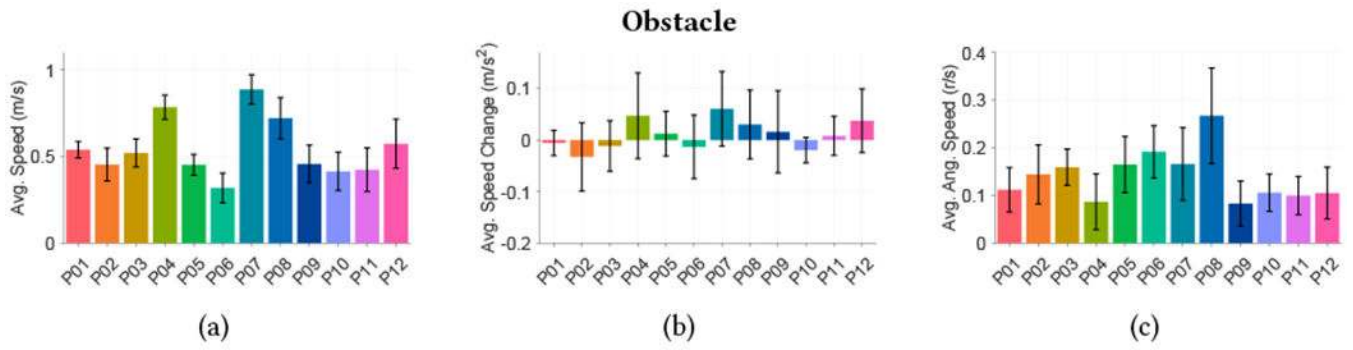 Obstacle
Avg. Speed (m/s)
1
0.5
0
P01 P02 P03 P04 P05 P06 P07 P08 P09 P10 P11 P12
(a)
Avg. Speed Change (m/s²)
0.1
0
-0.1
-0.2
P01 P02 P03 P04 P05 P06 P07 P08 P09 P10 P11 P12
(b)
Avg. Ang. Speed (r/s)
0.4
0.3
0.2
0.1
0
P01 P02 P03 P04 P05 P06 P07 P08 P09 P10 P11 P12
(c)